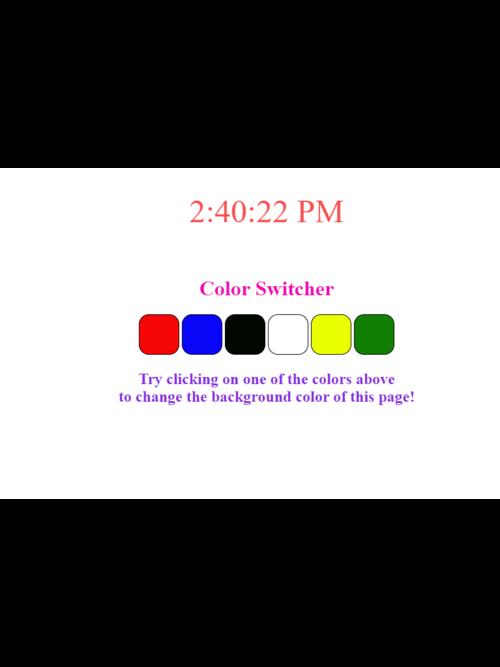 2:40:22 PM
Color Switcher
Try clicking on one of the colors above
to change the background color of this page!